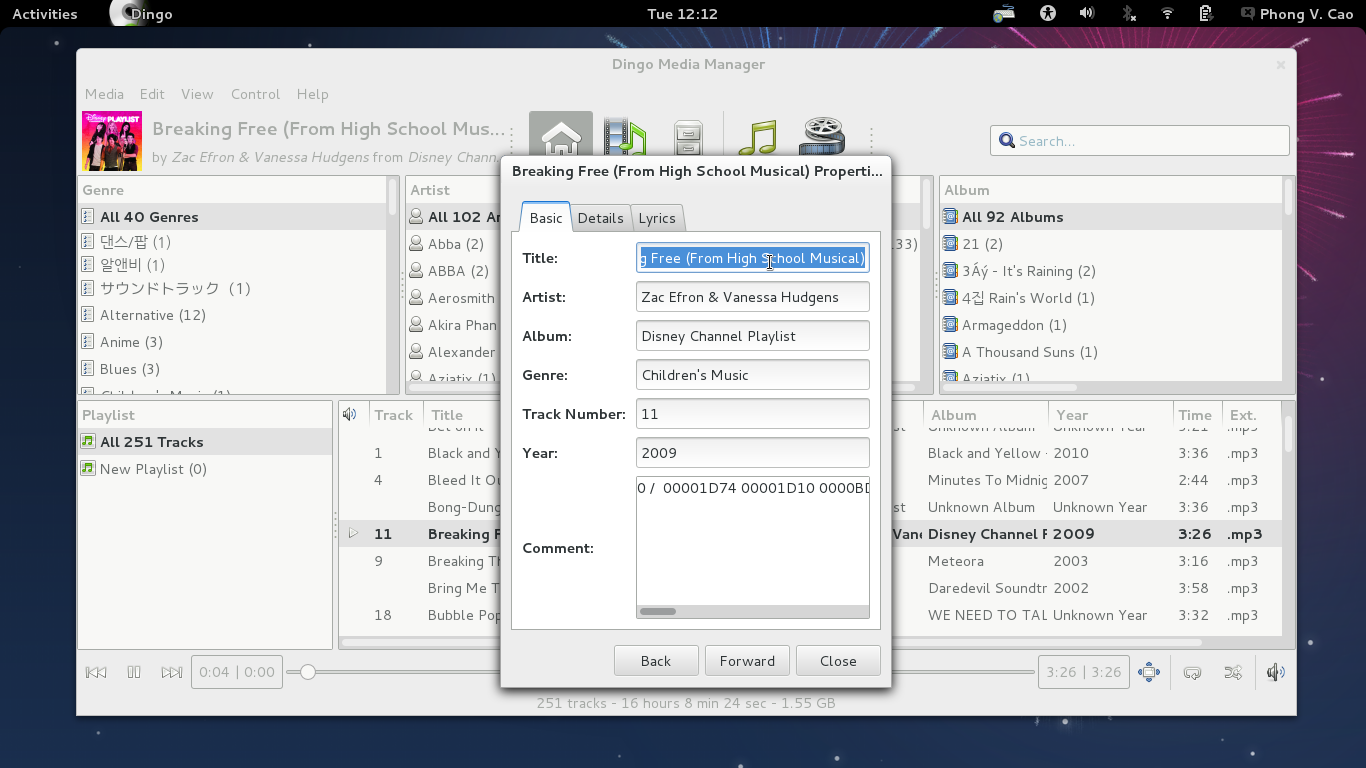 Activities Dingo Tue 12:12 Phong V. Cao
Dingo Media Manager
Media Edit View Control Help
DISNEY PLAYLIST
Breaking Free (From High School Mus...
by Zac Efron & Vanessa Hudgens from Disney Chann...
Search...
Genre
All 40 Genres
댄스/팝 (1)
알앤비 (1)
サウンドトラック (1)
Alternative (12)
Anime (3)
Blues (3)
Children's Music
Artist
All 102 Ar
Abba (2)
ABBA (2)
Aerosmith
Akira Phan
Alexander
Aziatix (1)
33)
Album
All 92 Albums
21 (2)
3Áý - It's Raining (2)
4집 Rain's World (1)
Armageddon (1)
A Thousand Suns (1)
Aziatix (1)
Breaking Free (From High School Musical) Properti...
Basic Details Lyrics
Title: g Free (From High School Musical)
Artist: Zac Efron & Vanessa Hudgens
Album: Disney Channel Playlist
Genre: Children's Music
Track Number: 11
Year: 2009
Comment: 0 / 00001D74 00001D10 0000BD
Back Forward Close
Playlist
All 251 Tracks
New Playlist (0)
Track Title Album Year Time Ext.
Bet on It st Unknown Album Unknown Year 3:21 .mp3
1 Black and Y Black and Yellow 2010 3:36 .mp3
4 Bleed It Ou Minutes To Midnig 2007 2:44 .mp3
Bong-Dung st Unknown Album Unknown Year 3:36 .mp3
11 Breaking F Vane Disney Channel P 2009 3:26 .mp3
9 Breaking Th Meteora 2003 3:16 .mp3
Bring Me T Daredevil Soundtr 2002 3:58 .mp3
18 Bubble Pop WE NEED TO TAL Unknown Year 3:32 .mp3
0:04 | 0:00 3:26 | 3:26
251 tracks - 16 hours 8 min 24 sec - 1.55 GB